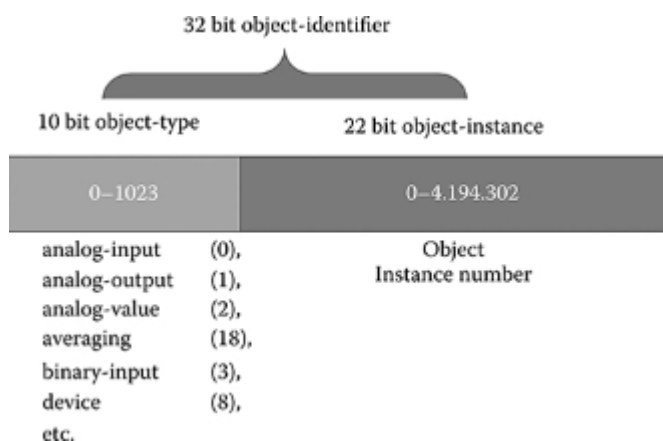 32 bit object-identifier
10 bit object-type 22 bit object-instance
0–1023 0–4.194.302
analog-input (0), Object
analog-output (1), Instance number
analog-value (2),
averaging (18),
binary-input (3),
device (8),
etc.